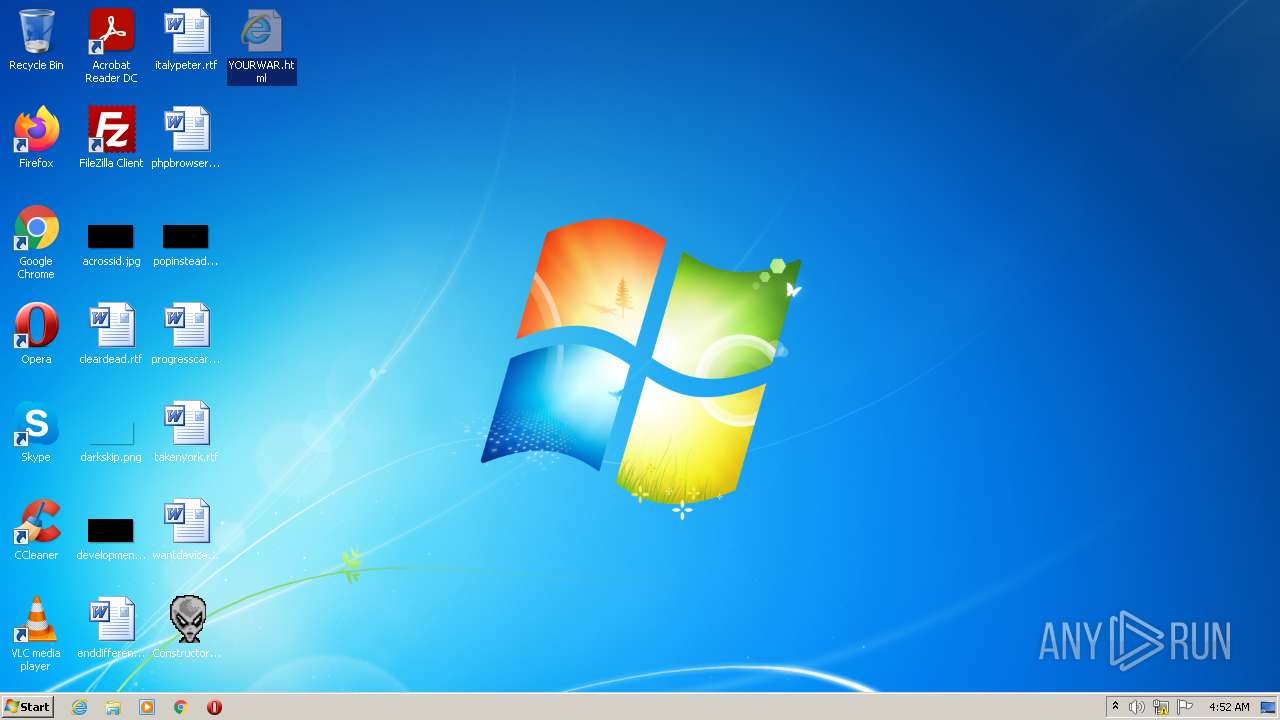 Recycle Bin
Acrobat
Reader DC
italypeter.rtf
YOURWAR.ht
ml
Firefox
FileZilla Client
phpbrowser...
Google
Chrome
acrossid.jpg
popinstead...
Opera
cleardead.rtf
progresscar...
Skype
darkskip.png
takenyork.rtf
CCleaner
developmen...
wantdevice...
VLC media
player
enddifferen...
Constructor...
ANY RUN
Start
4:52 AM